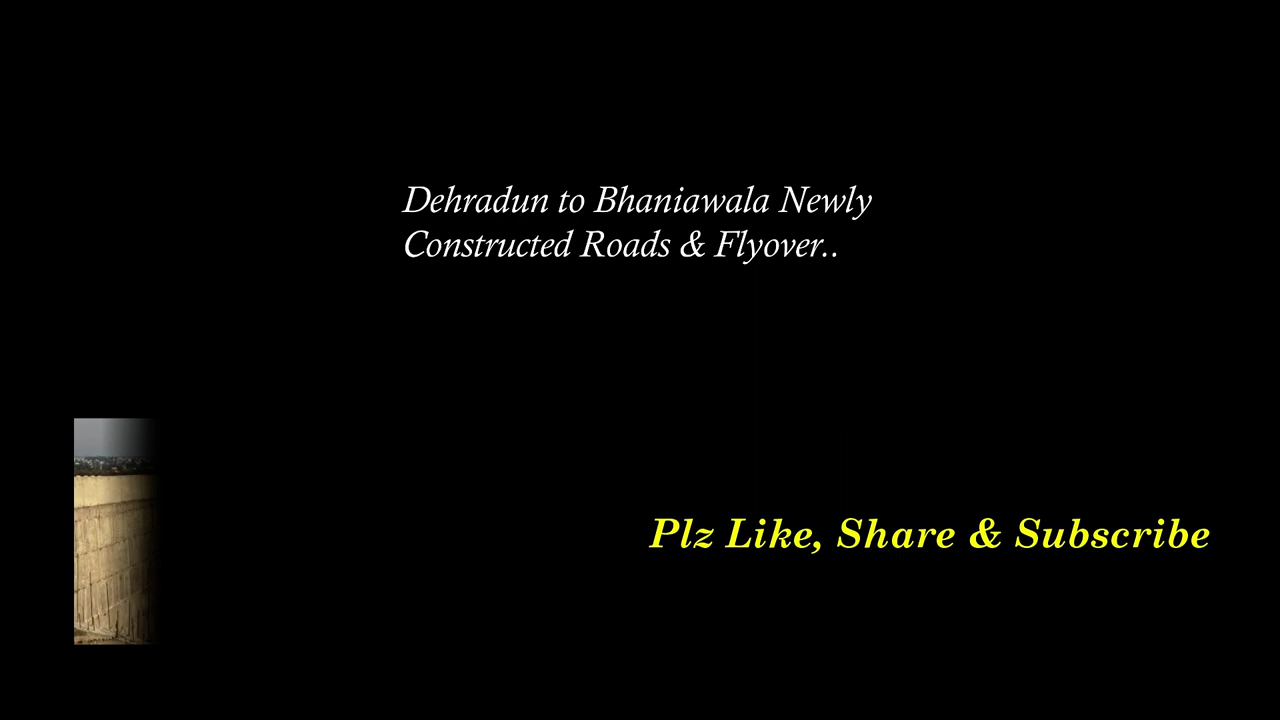 Dehradun to Bhaniawala Newly
Constructed Roads & Flyover..
Plz Like, Share & Subscribe